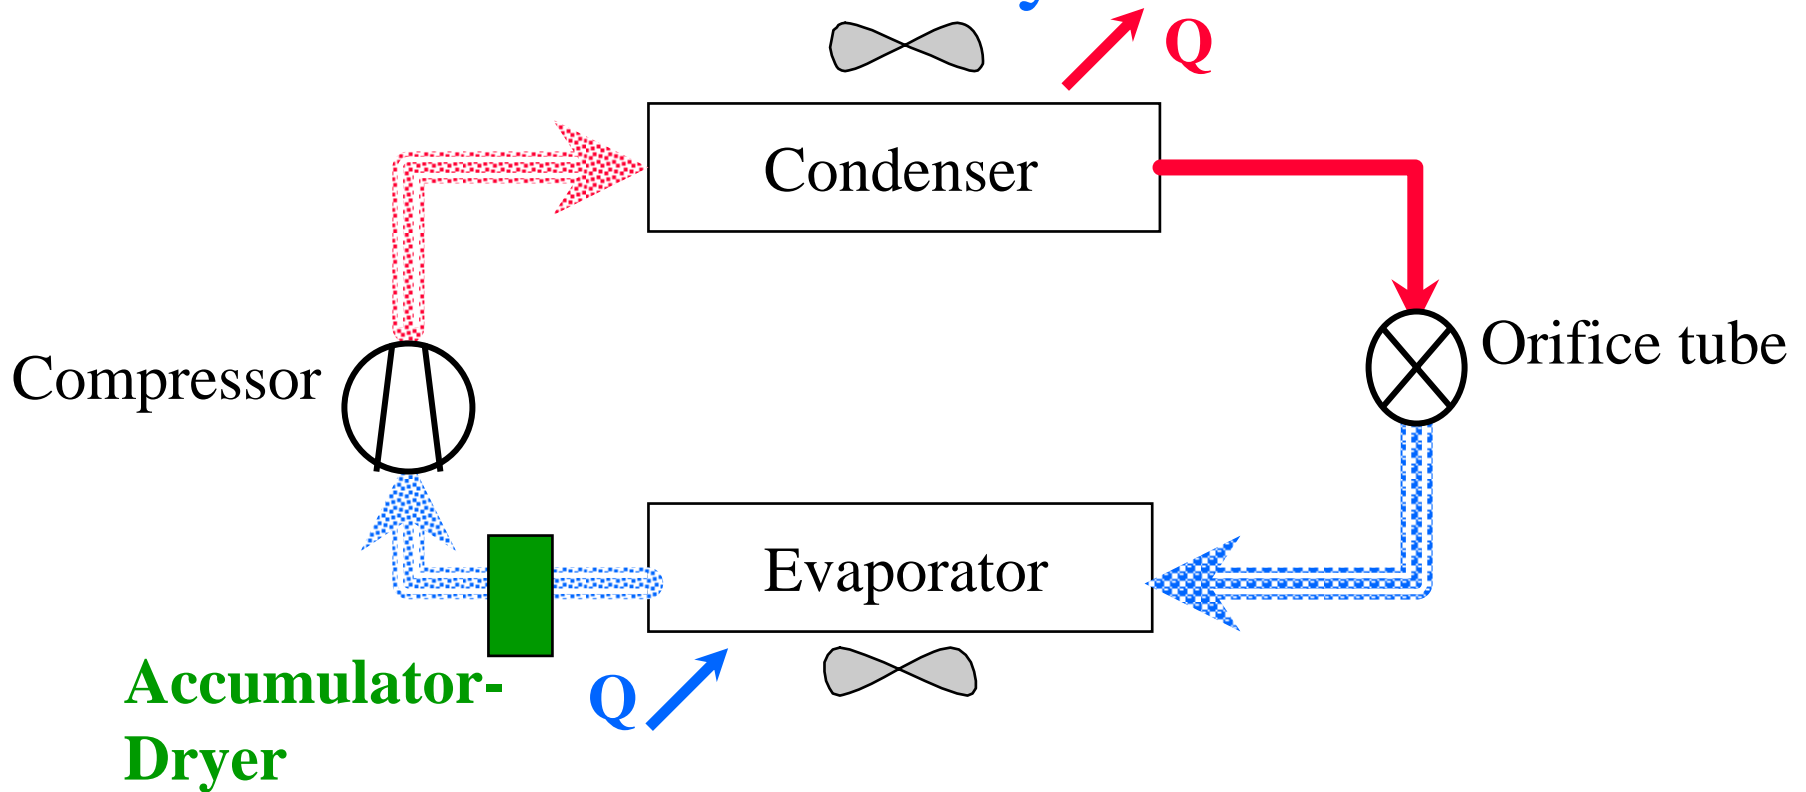 Q
Condenser
Orifice tube
Compressor
Evaporator
Accumulator-
Dryer
Q